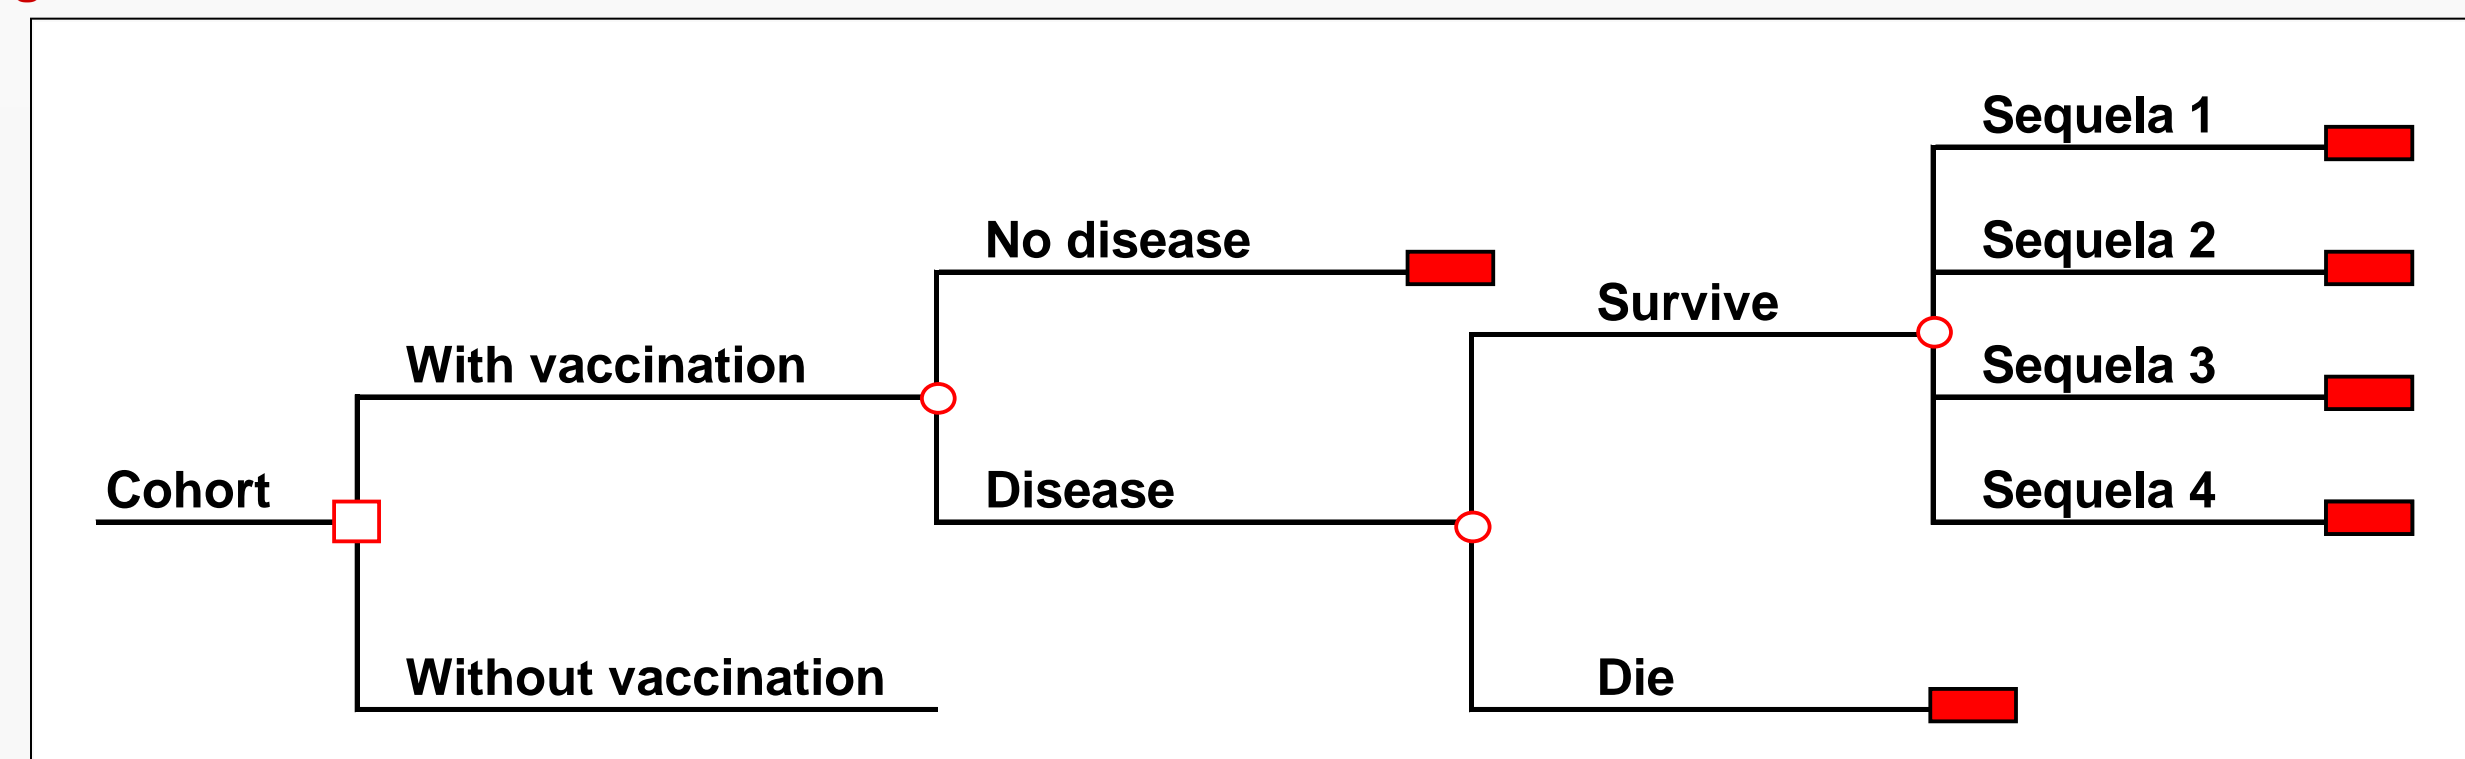 Sequela 1
No disease
Sequela 2
Survive
With vaccination
Sequela 3
Cohort
Disease
Sequela 4
Without vaccination
Die